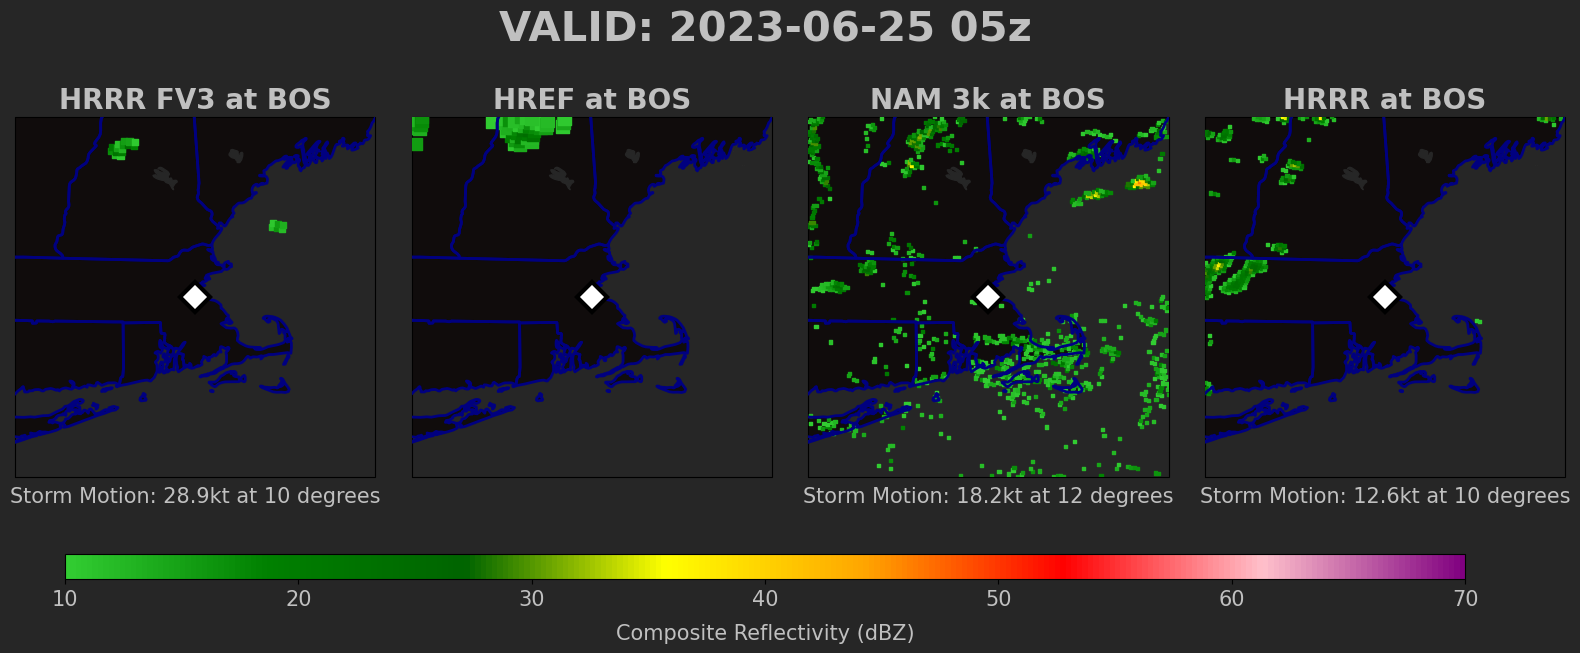 VALID: 2023-06-25 05z
HRRR FV3 at BOS
HREF at BOS
NAM 3k at BOS
HRRR at BOS
Storm Motion: 28.9kt at 10 degrees
Storm Motion: 18.2kt at 12 degrees
Storm Motion: 12.6kt at 10 degrees
10 20 30 40 50 60 70
Composite Reflectivity (dBZ)